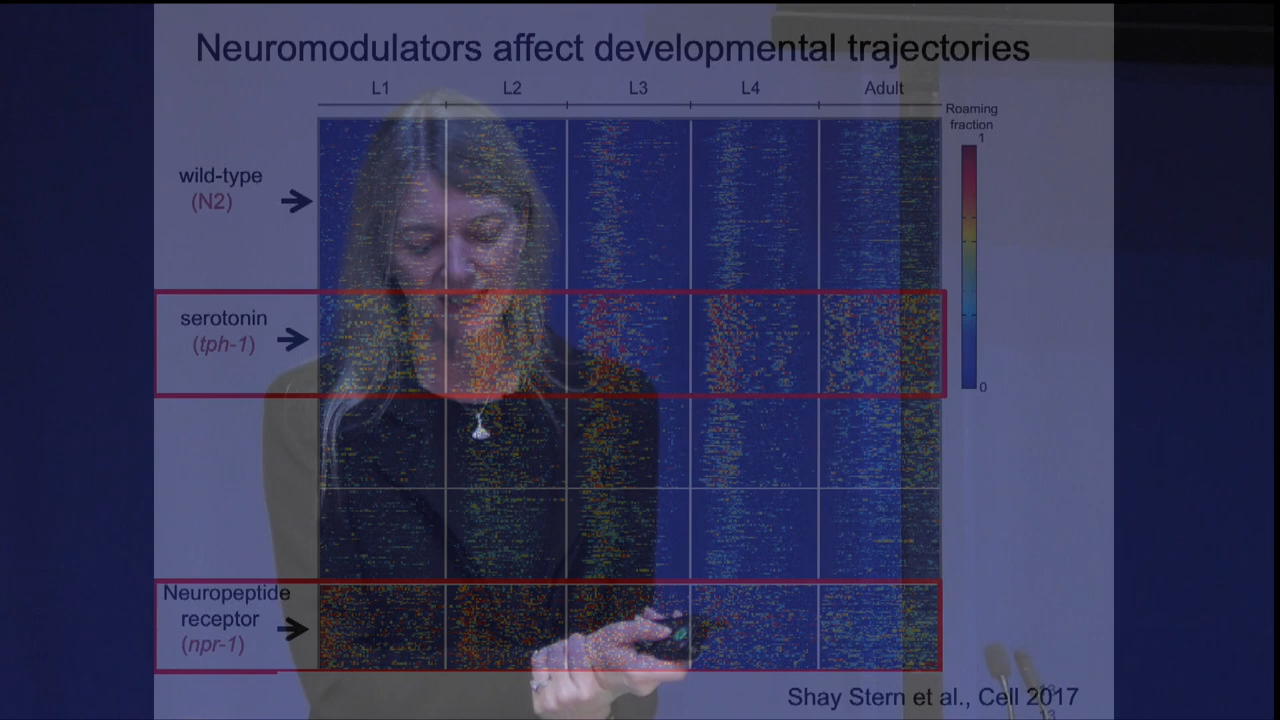 Neuromodulators affect developmental trajectories
L1 L2 L3 L4 Adult
Roaming
fraction
1
wild-type
(N2)
serotonin
(tph-1)
0
Neuropeptide
receptor
(npr-1)
Shay Stern et al., Cell 2017
13